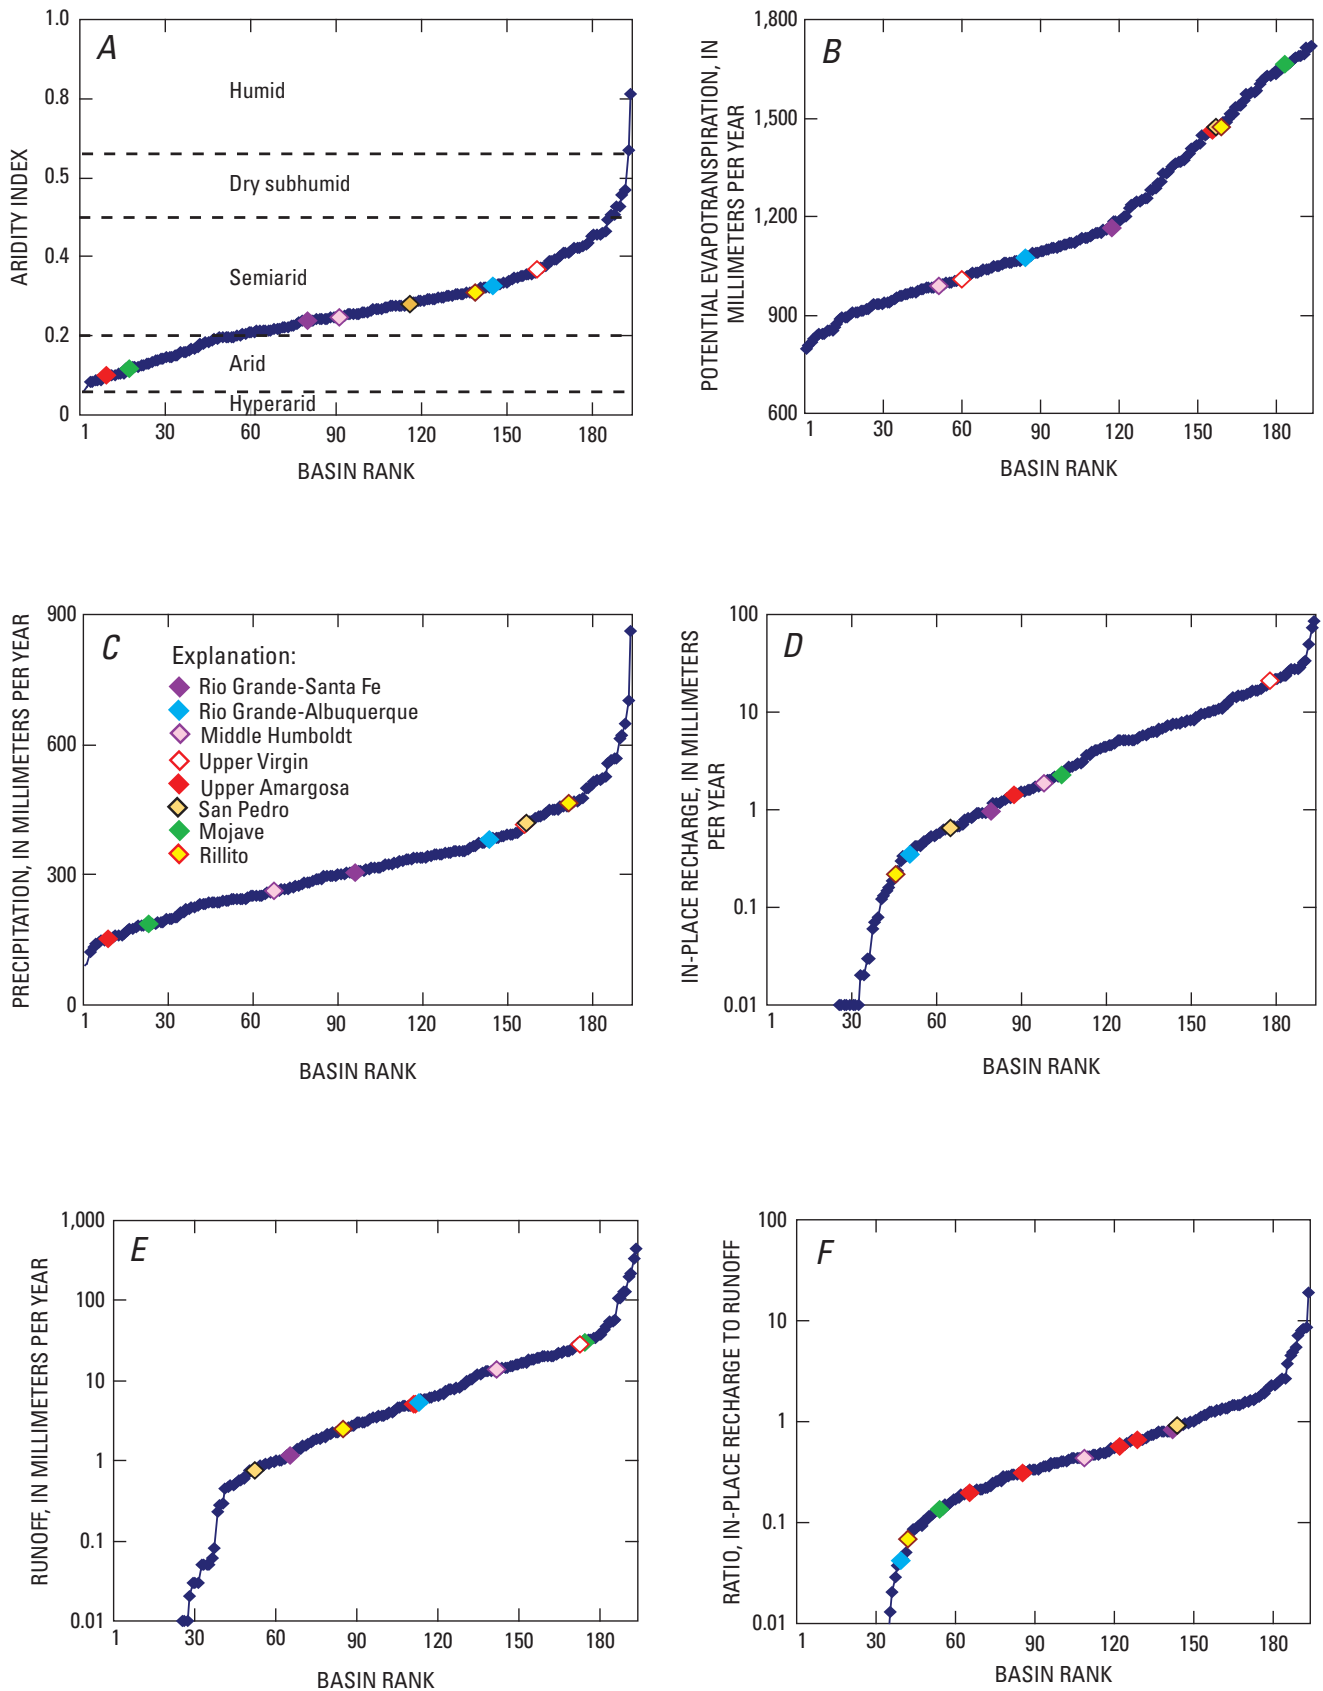 A
1.0
0.8
0.5
0.4
0.2
0
ARIDITY INDEX
Humid
Dry subhumid
Semiarid
Arid
Hyperarid
1 30 60 90 120 150 180
BASIN RANK
B
1,800
1,500
1,200
900
600
POTENTIAL EVAPOTRANSPIRATION, IN
MILLIMETERS PER YEAR
1 30 60 90 120 150 180
BASIN RANK
C
900
600
300
0
PRECIPITATION, IN MILLIMETERS PER YEAR
Explanation:
Rio Grande-Santa Fe
Rio Grande-Albuquerque
Middle Humboldt
Upper Virgin
Upper Amargosa
San Pedro
Mojave
Rillito
1 30 60 90 120 150 180
BASIN RANK
D
100
10
1
0.1
0.01
IN-PLACE RECHARGE, IN MILLIMETERS
PER YEAR
1 30 60 90 120 150 180
BASIN RANK
E
1,000
100
10
1
0.1
0.01
RUNOFF, IN MILLIMETERS PER YEAR
1 30 60 90 120 150 180
BASIN RANK
F
100
10
1
0.1
0.01
RATIO, IN-PLACE RECHARGE TO RUNOFF
1 30 60 90 120 150 180
BASIN RANK